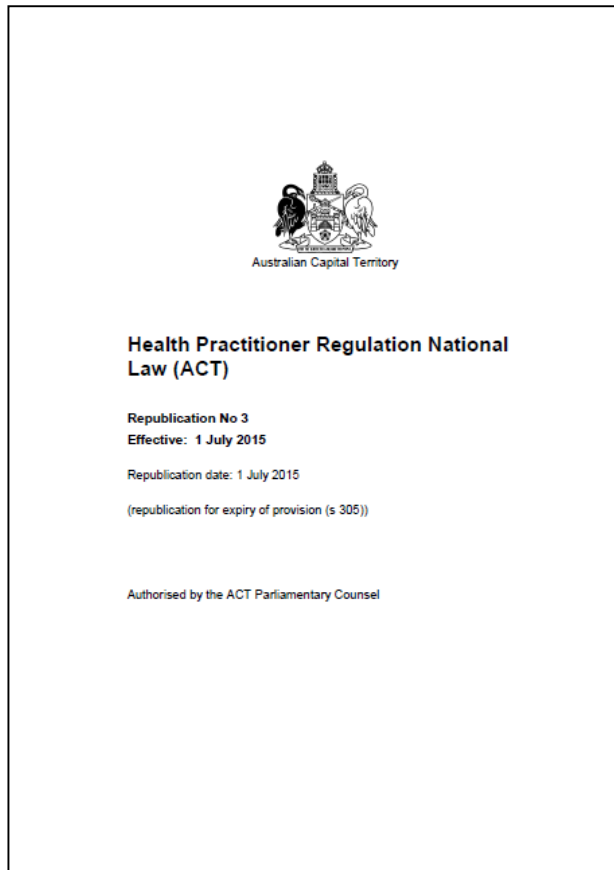 Australian Capital Territory
Health Practitioner Regulation National
Law (ACT)
Republication No 3
Effective: 1 July 2015
Republication date: 1 July 2015
(republication for expiry of provision (s 305))
Authorised by the ACT Parliamentary Counsel